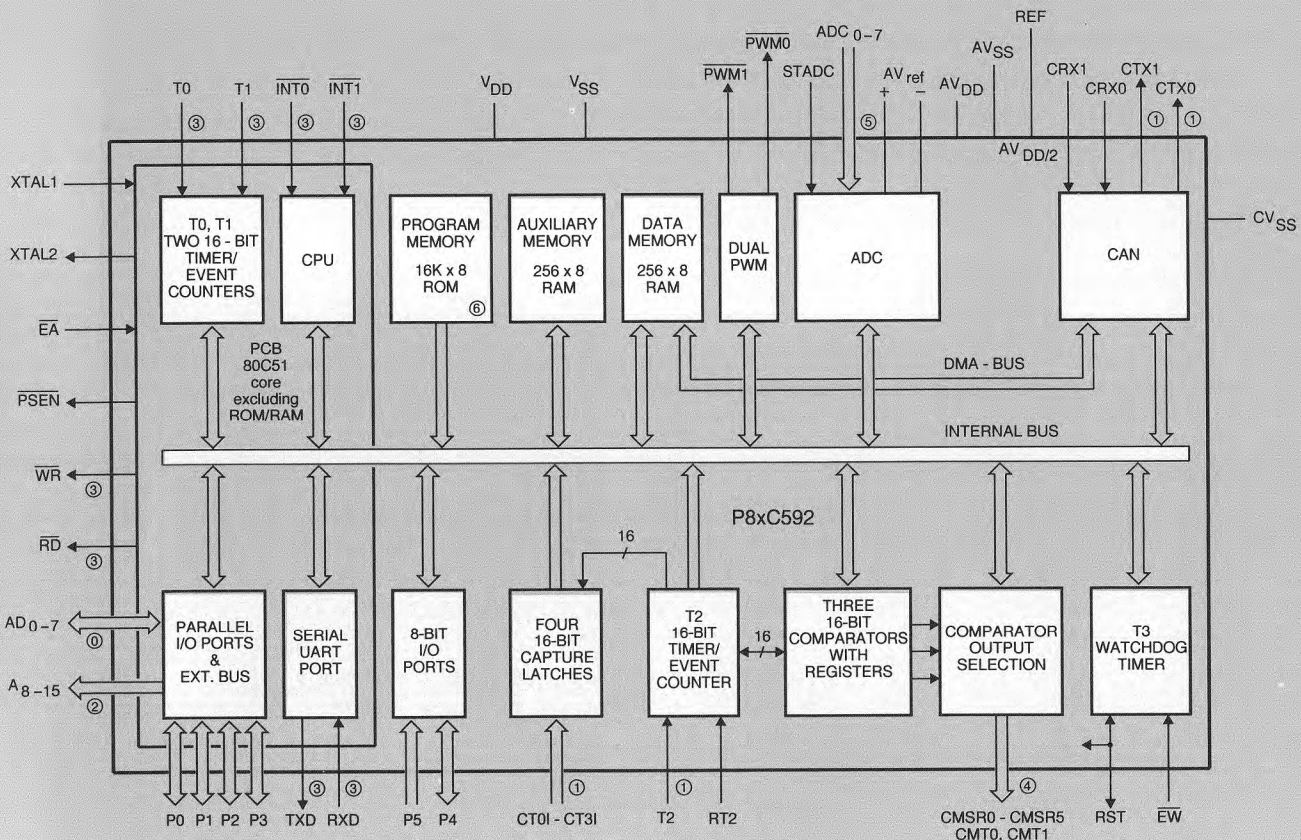 REF
PWM0
ADC 0-7
AVSS
PWM1
STADC
AVref
CRX1
CTX1
T0
T1
INT0
INT1
VDD
VSS
+
−
AVDD
CRX0
CTX0
③
③
③
③
⑤
①
①
AVDD/2
XTAL1
XTAL2
EA
PSEN
WR
③
RD
③
AD0-7
⓪
A8-15
②
CVSS
T0, T1
TWO 16 - BIT
TIMER/
EVENT
COUNTERS
CPU
PROGRAM
MEMORY
16K x 8
ROM
⑥
AUXILIARY
MEMORY
256 x 8
RAM
DATA
MEMORY
256 x 8
RAM
DUAL
PWM
ADC
CAN
PCB
80C51
core
excluding
ROM/RAM
DMA - BUS
INTERNAL BUS
P8xC592
16
16
PARALLEL
I/O PORTS
&
EXT. BUS
SERIAL
UART
PORT
8-BIT
I/O
PORTS
FOUR
16-BIT
CAPTURE
LATCHES
T2
16-BIT
TIMER/
EVENT
COUNTER
THREE
16-BIT
COMPARATORS
WITH
REGISTERS
COMPARATOR
OUTPUT
SELECTION
T3
WATCHDOG
TIMER
③
③
①
①
④
P0
P1
P2
P3
TXD
RXD
P5
P4
CT0I - CT3I
T2
RT2
CMSR0 - CMSR5
CMT0, CMT1
RST
EW